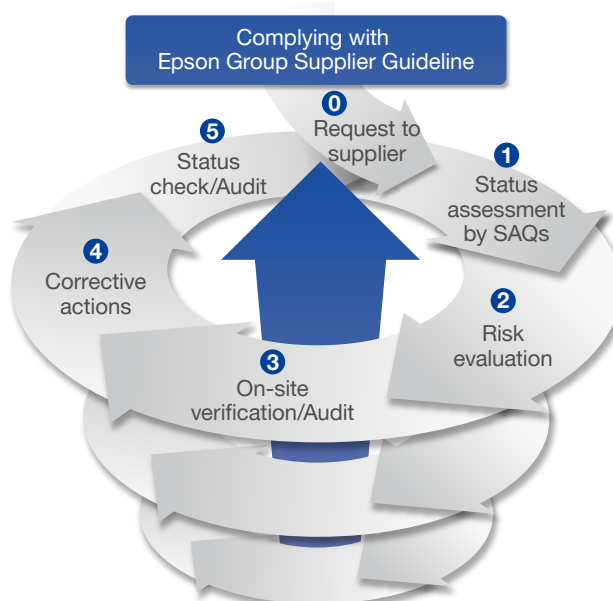 Complying with
Epson Group Supplier Guideline
0
Request to
supplier
1
Status
assessment
by SAQs
2
Risk
evaluation
3
On-site
verification/Audit
4
Corrective
actions
5
Status
check/Audit